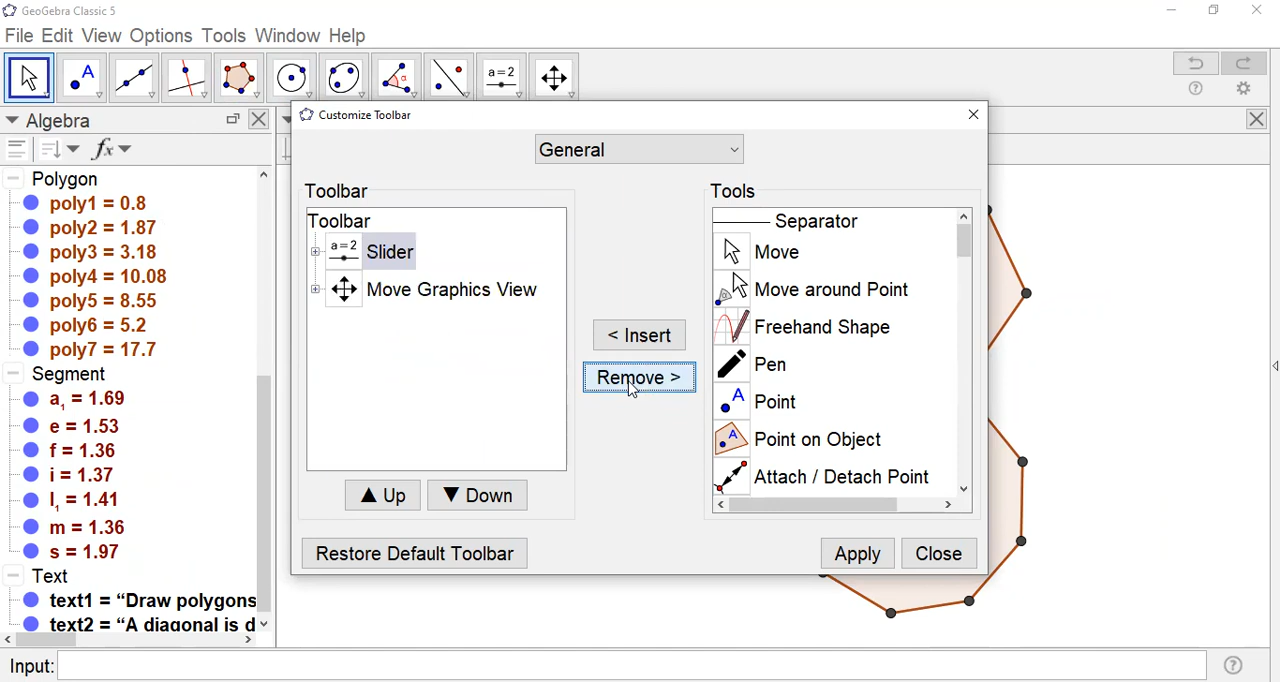 GeoGebra Classic 5
File Edit View Options Tools Window Help
A
α
a=2
Algebra
fx
Polygon
poly1 = 0.8
poly2 = 1.87
poly3 = 3.18
poly4 = 10.08
poly5 = 8.55
poly6 = 5.2
poly7 = 17.7
Segment
a₁ = 1.69
e = 1.53
f = 1.36
i = 1.37
l₁ = 1.41
m = 1.36
s = 1.97
Text
text1 = “Draw polygons
text2 = “A diagonal is d
Customize Toolbar
General
Toolbar
Toolbar
a=2 Slider
Move Graphics View
< Insert
Remove >
▲ Up ▼ Down
Tools
Separator
Move
Move around Point
Freehand Shape
Pen
A Point
A Point on Object
Attach / Detach Point
Restore Default Toolbar
Apply Close
Input: